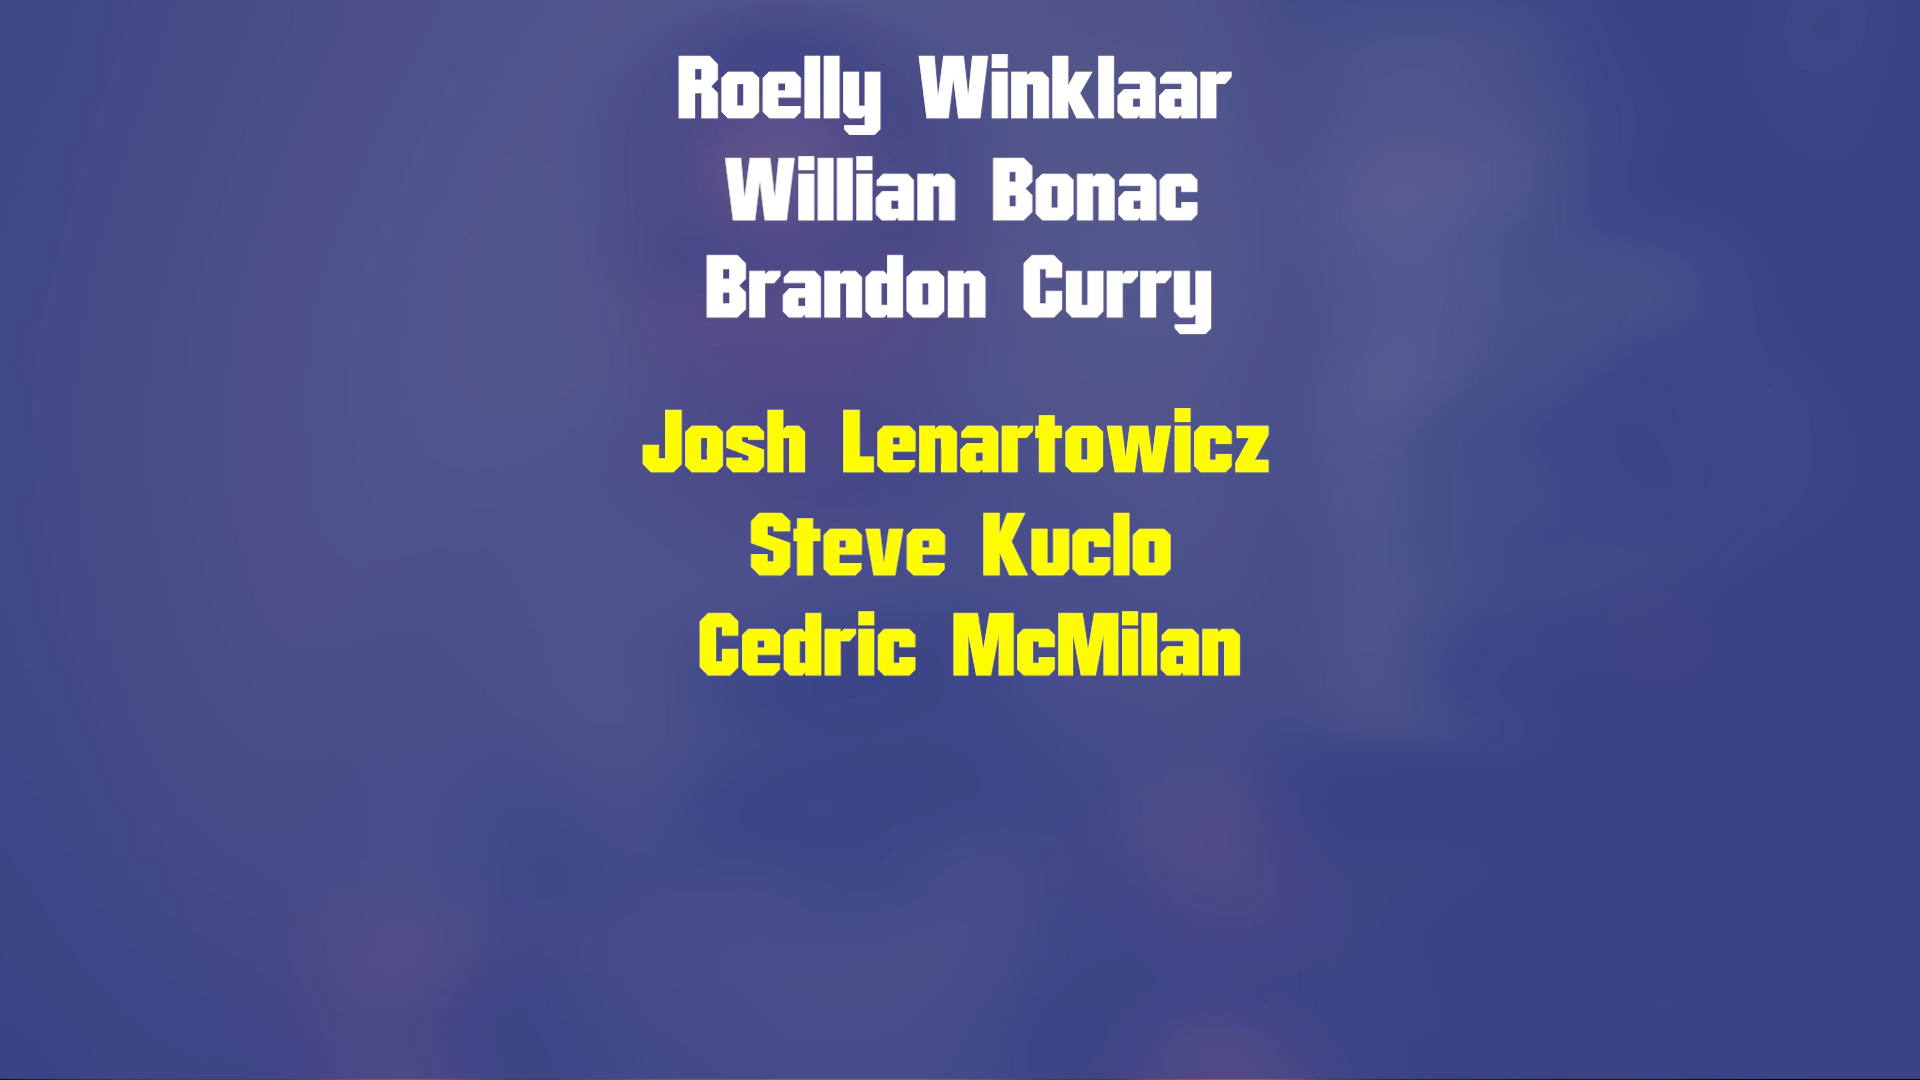 Roelly Winklaar
Willian Bonac
Brandon Curry
Josh Lenartowicz
Steve Kuclo
Cedric McMilan